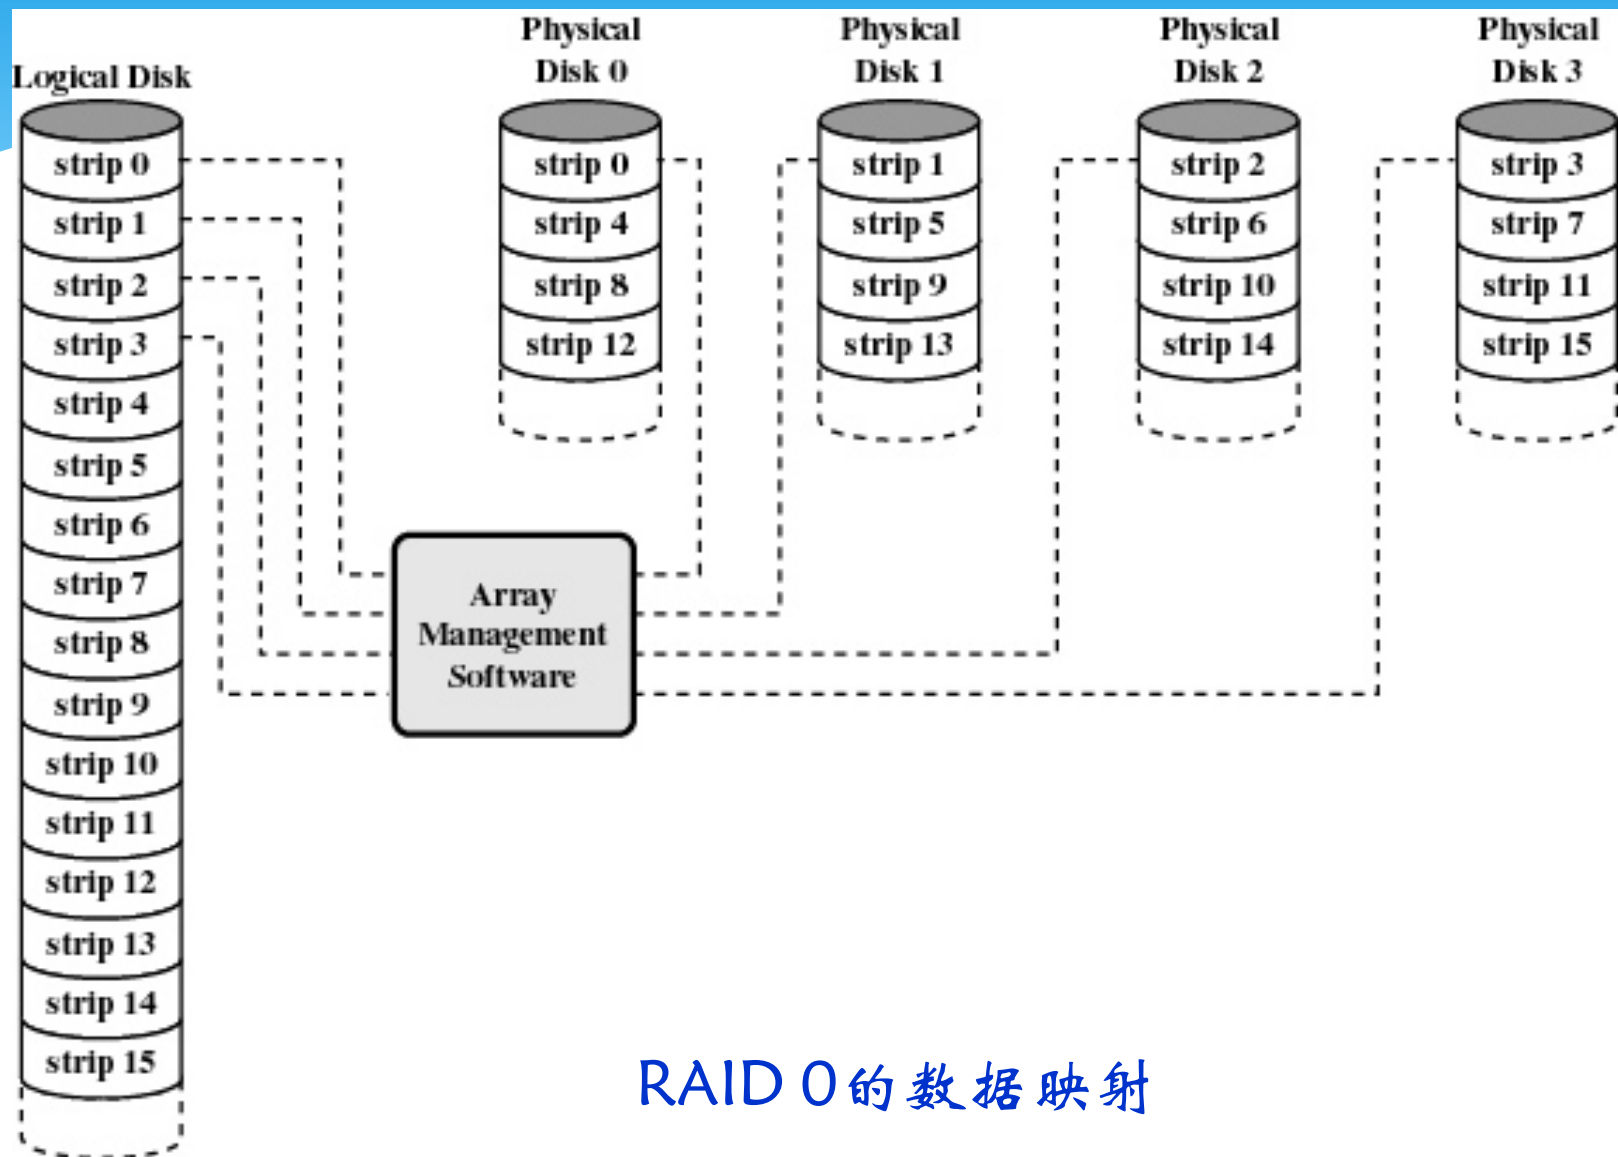 Logical Disk
strip 0
strip 1
strip 2
strip 3
strip 4
strip 5
strip 6
strip 7
strip 8
strip 9
strip 10
strip 11
strip 12
strip 13
strip 14
strip 15
Physical
Disk 0
strip 0
strip 4
strip 8
strip 12
Physical
Disk 1
strip 1
strip 5
strip 9
strip 13
Physical
Disk 2
strip 2
strip 6
strip 10
strip 14
Physical
Disk 3
strip 3
strip 7
strip 11
strip 15
Array
Management
Software
RAID 0的数据映射